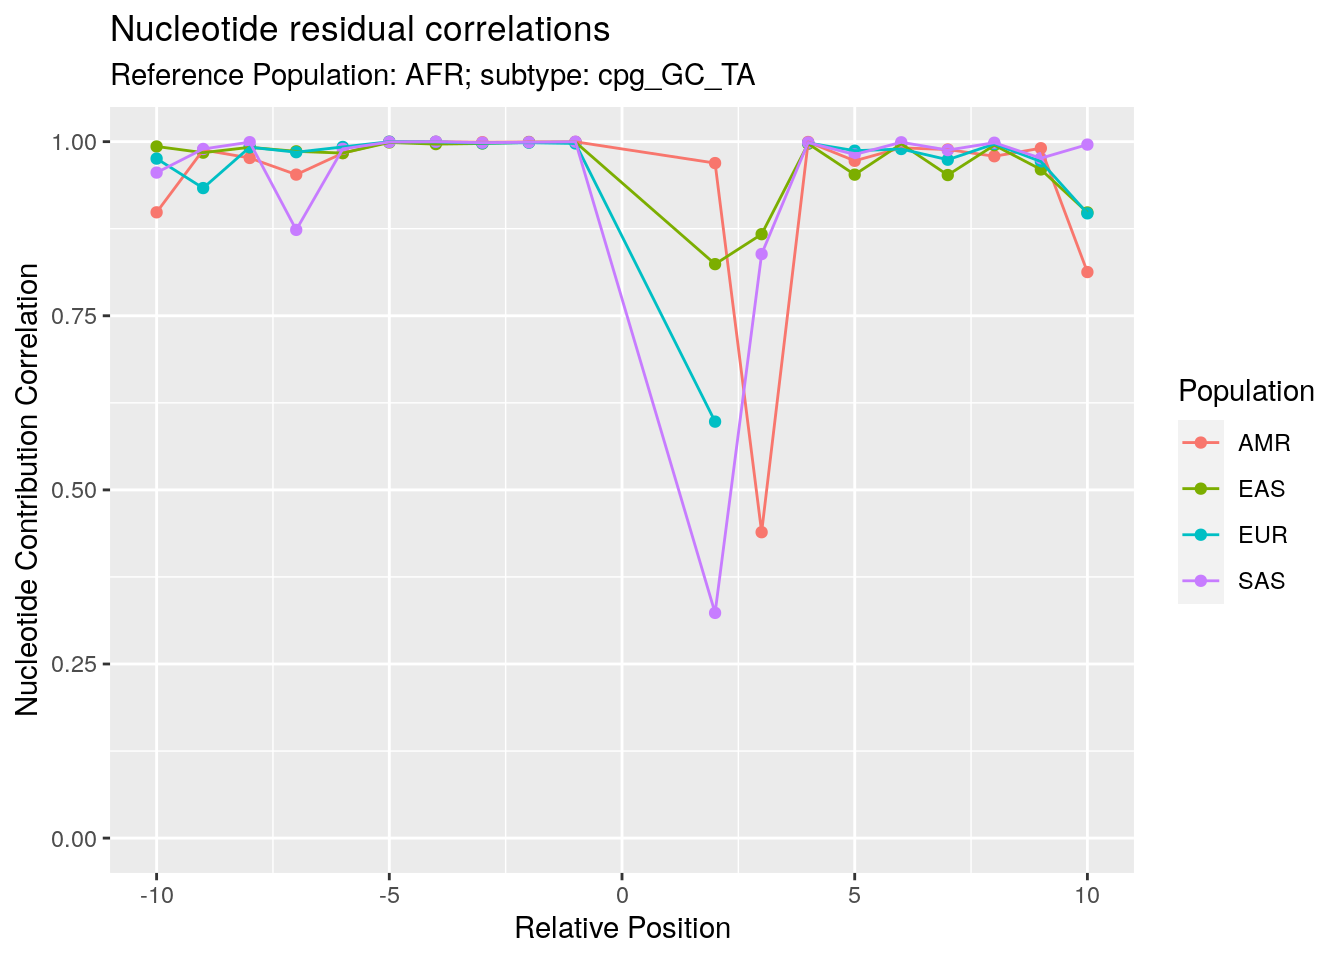 Nucleotide residual correlations
Reference Population: AFR; subtype: cpg_GC_TA
Nucleotide Contribution Correlation
1.00
0.75
0.50
0.25
0.00
-10
-5
0
5
10
Relative Position
Population
AMR
EAS
EUR
SAS